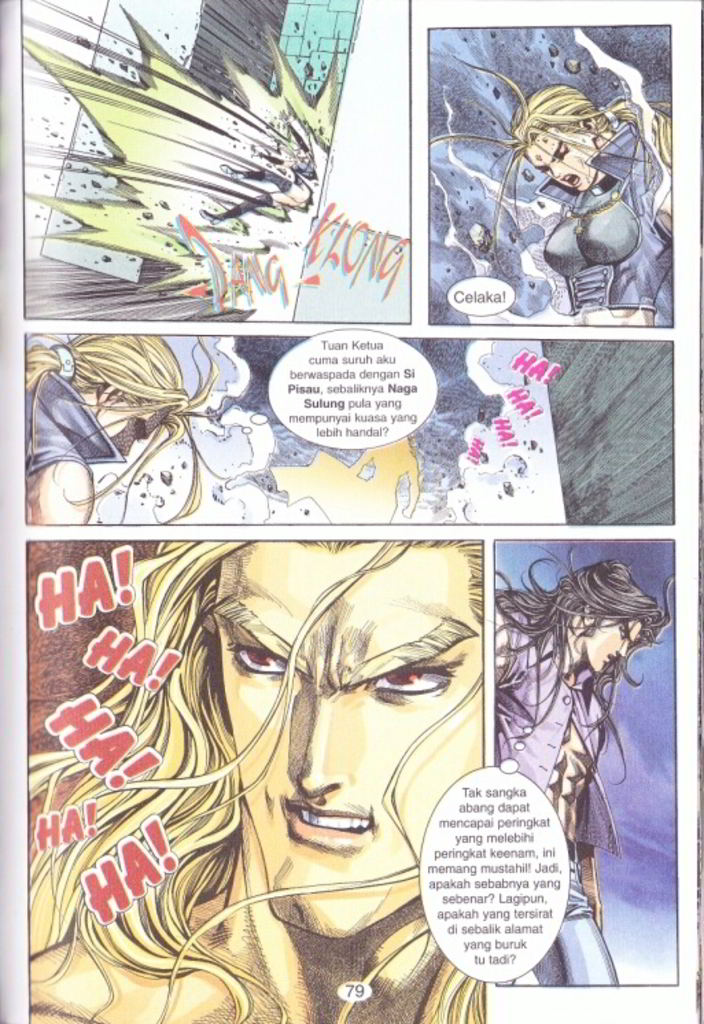 DANG
KLONG
Celaka!
Tuan Ketua
cuma suruh aku
berwaspada dengan Si
Pisau, sebaliknya Naga
Sulung pula yang
mempunyai kuasa yang
lebih handal?
HA!
HA!
HA!
HA!
HA!
HA!
HA!
HA!
HA!
HA!
Tak sangka
abang dapat
mencapai peringkat
yang melebihi
peringkat keenam, ini
memang mustahil! Jadi,
apakah sebabnya yang
sebenar? Lagipun,
apakah yang tersirat
di sebalik alamat
yang buruk
tu tadi?
79